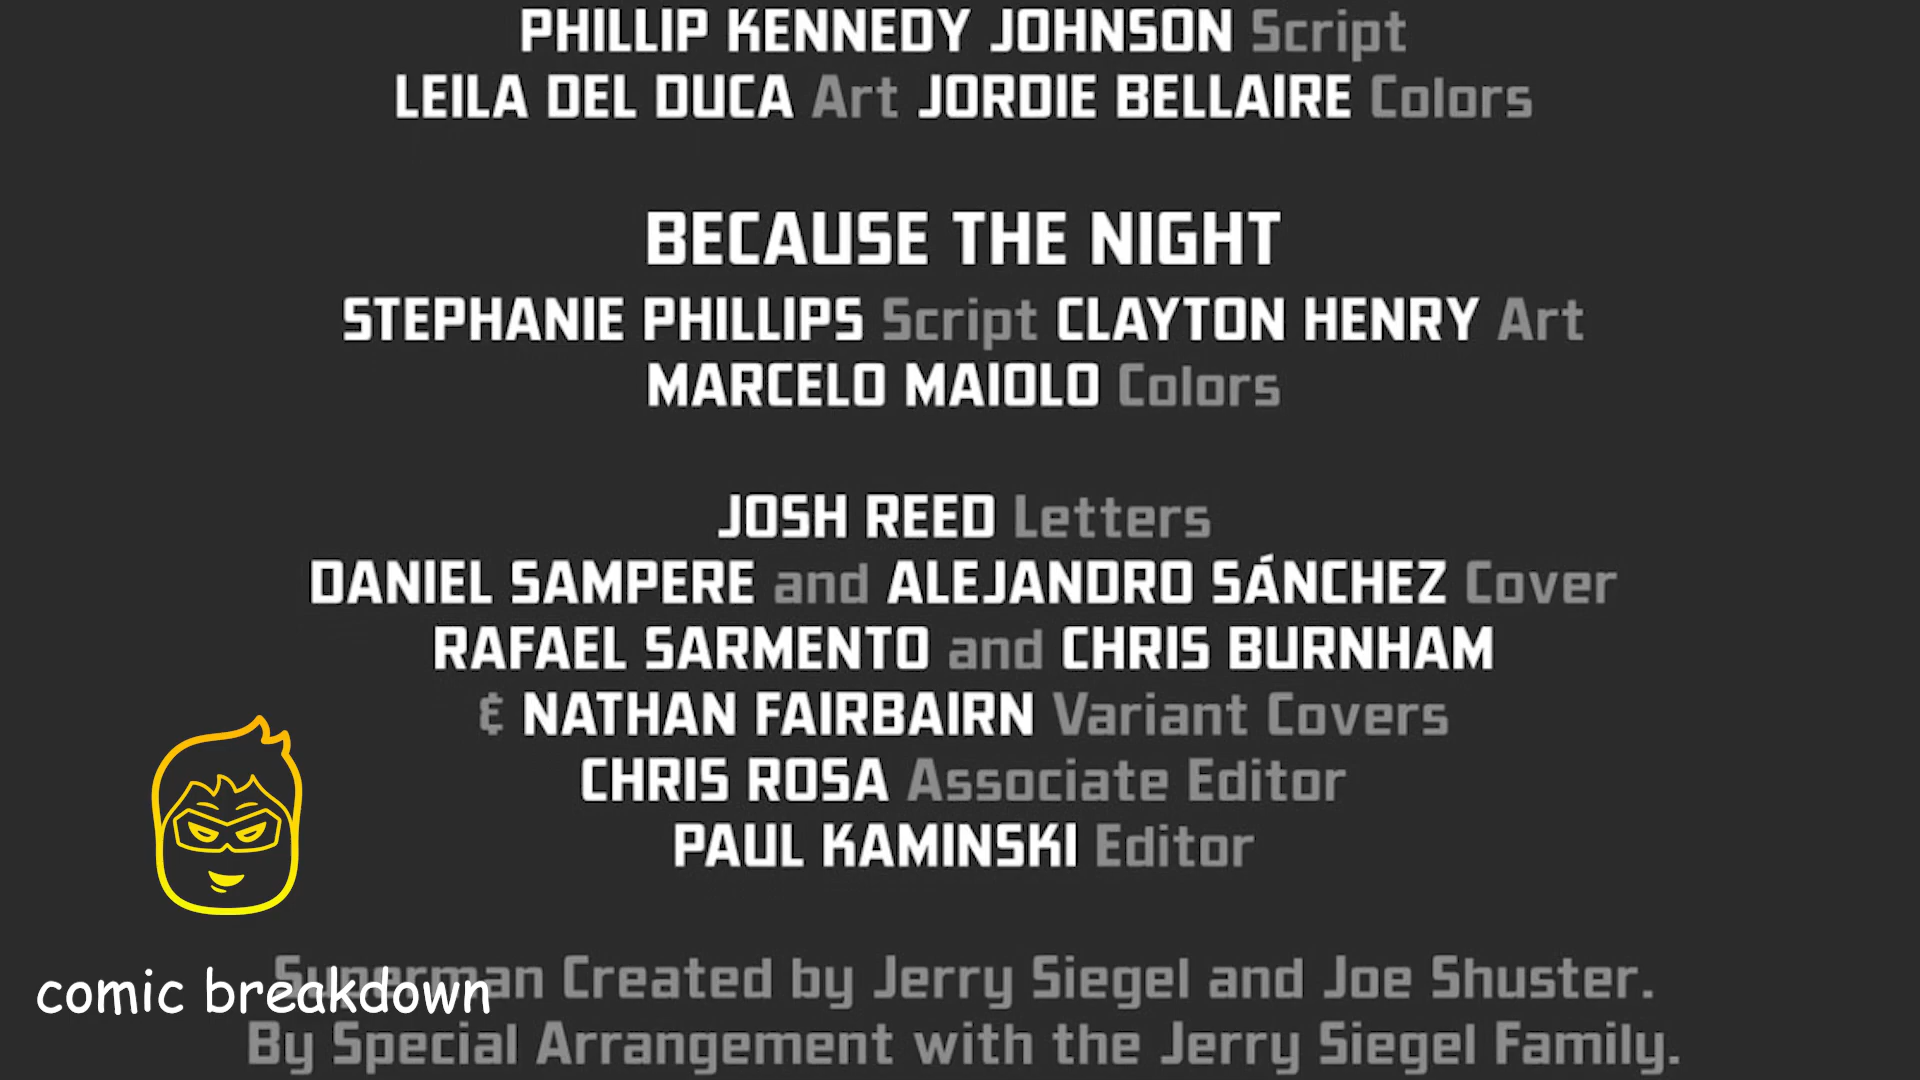 PHILLIP KENNEDY JOHNSON Script
LEILA DEL DUCA Art JORDIE BELLAIRE Colors
BECAUSE THE NIGHT
STEPHANIE PHILLIPS Script CLAYTON HENRY Art
MARCELO MAIOLO Colors
JOSH REED Letters
DANIEL SAMPERE and ALEJANDRO SÁNCHEZ Cover
RAFAEL SARMENTO and CHRIS BURNHAM
& NATHAN FAIRBAIRN Variant Covers
CHRIS ROSA Associate Editor
PAUL KAMINSKI Editor
Superman Created by Jerry Siegel and Joe Shuster.
comic breakdown
By Special Arrangement with the Jerry Siegel Family.